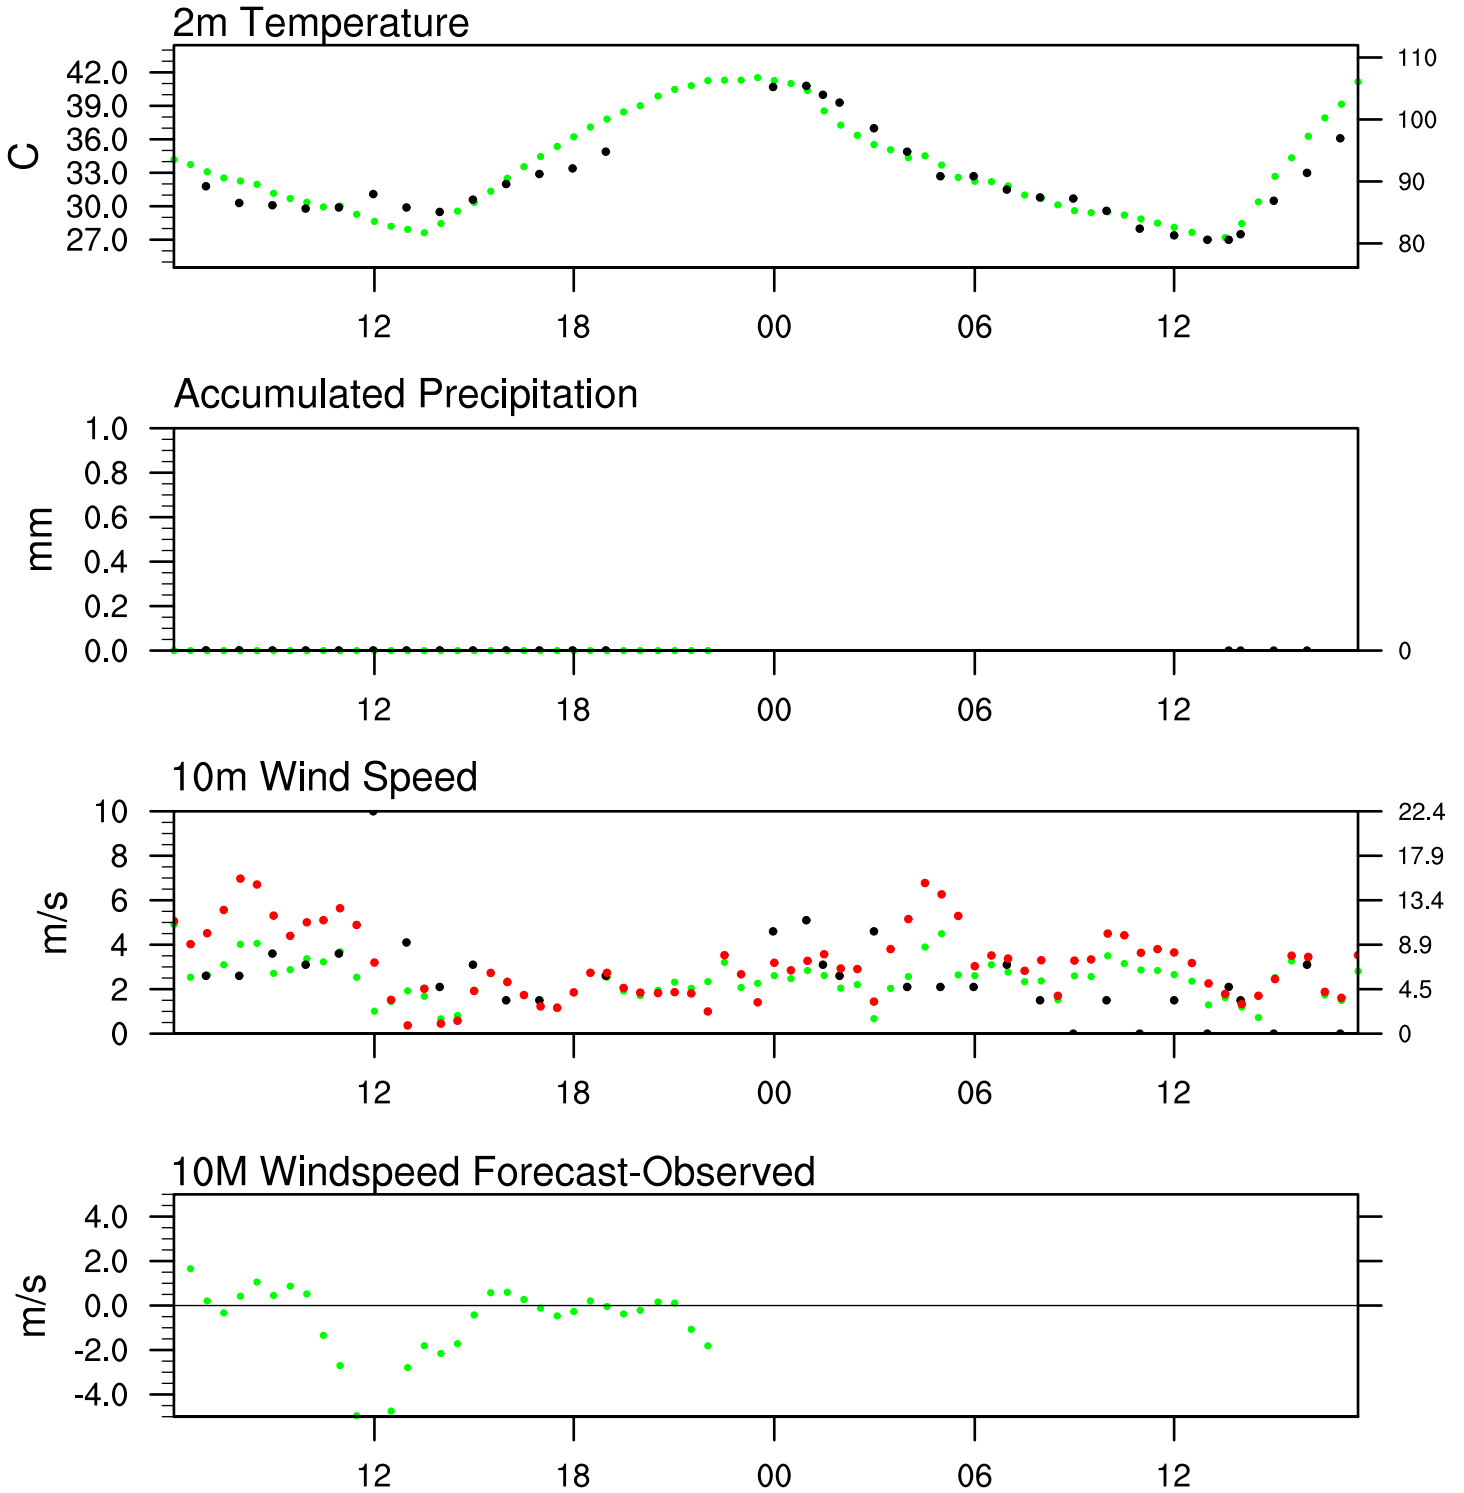 2m Temperature
42.0
39.0
36.0
33.0
30.0
27.0
C
110
100
90
80
12 18 00 06 12
Accumulated Precipitation
1.0
0.8
0.6
0.4
0.2
0.0
mm
0
12 18 00 06 12
10m Wind Speed
10
8
6
4
2
0
m/s
22.4
17.9
13.4
8.9
4.5
0
12 18 00 06 12
10M Windspeed Forecast-Observed
4.0
2.0
0.0
-2.0
-4.0
m/s
12 18 00 06 12